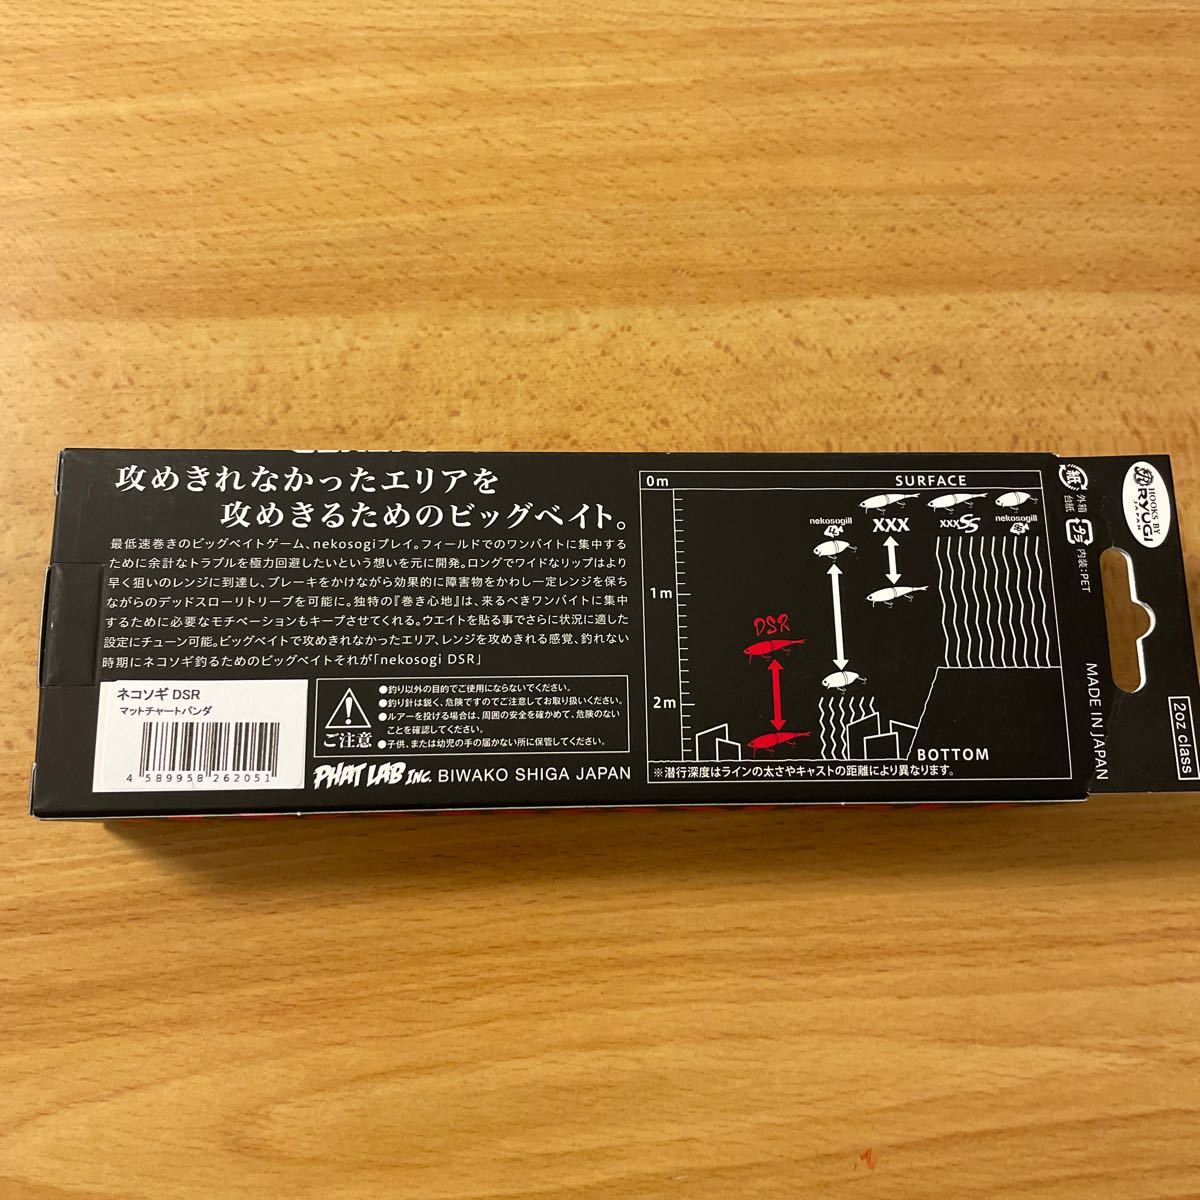 攻めきれなかったエリアを
攻めきるためのビッグベイト。
最低速巻きのビッグベイトゲーム、nekosogiプレイ。フィールドでのワンバイトに集中する
ために余計なトラブルを極力回避したいという想いを元に開発。ロングでワイドなリップはより
早く狙いのレンジに到達し、ブレーキをかけながら効果的に障害物をかわし一定レンジを保ち
ながらのデッドスローリトリーブを可能に。独特の『巻き心地』は、来るべきワンバイトに集中
するために必要なモチベーションもキープさせてくれる。ウエイトを貼る事でさらに状況に適した
設定にチューン可能。ビッグベイトで攻めきれなかったエリア、レンジを攻めきれる感覚、釣れない
時期にネコソギ釣るためのビッグベイトそれが「nekosogi DSR」
ネコソギ DSR
マットチャートパンダ
4 589958 262051
ご注意
●釣り以外の目的でご使用にならないでください。
●釣り針は鋭く、危険ですのでご注意してお取り扱いください。
●ルアーを投げる場合は、周囲の安全を確かめて、危険のない
ことを確認してください。
●子供、または幼児の手の届かない所に保管してください。
PHAT LAB INC. BIWAKO SHIGA JAPAN
0m
SURFACE
nekosogill
XXX
XXX SS
nekosogill
1m
DSR
2m
BOTTOM
※潜行深度はラインの太さやキャストの距離により異なります。
紙
外箱
台紙
プラ
内装:PET
HOOKS BY
RYUGI
JAPAN
MADE IN JAPAN
2oz class